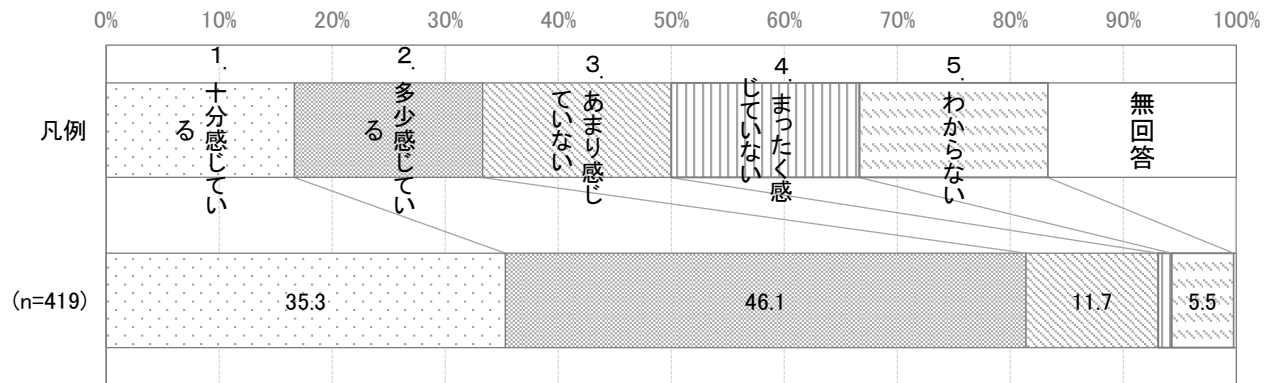 0% 10% 20% 30% 40% 50% 60% 70% 80% 90% 100%
凡例
1.十分感じてい
る
2.多少感じてい
る
3.あまり感じ
ていない
4.まったく感
じていない
5.わからない
無回答
(n=419)
35.3 46.1 11.7 5.5